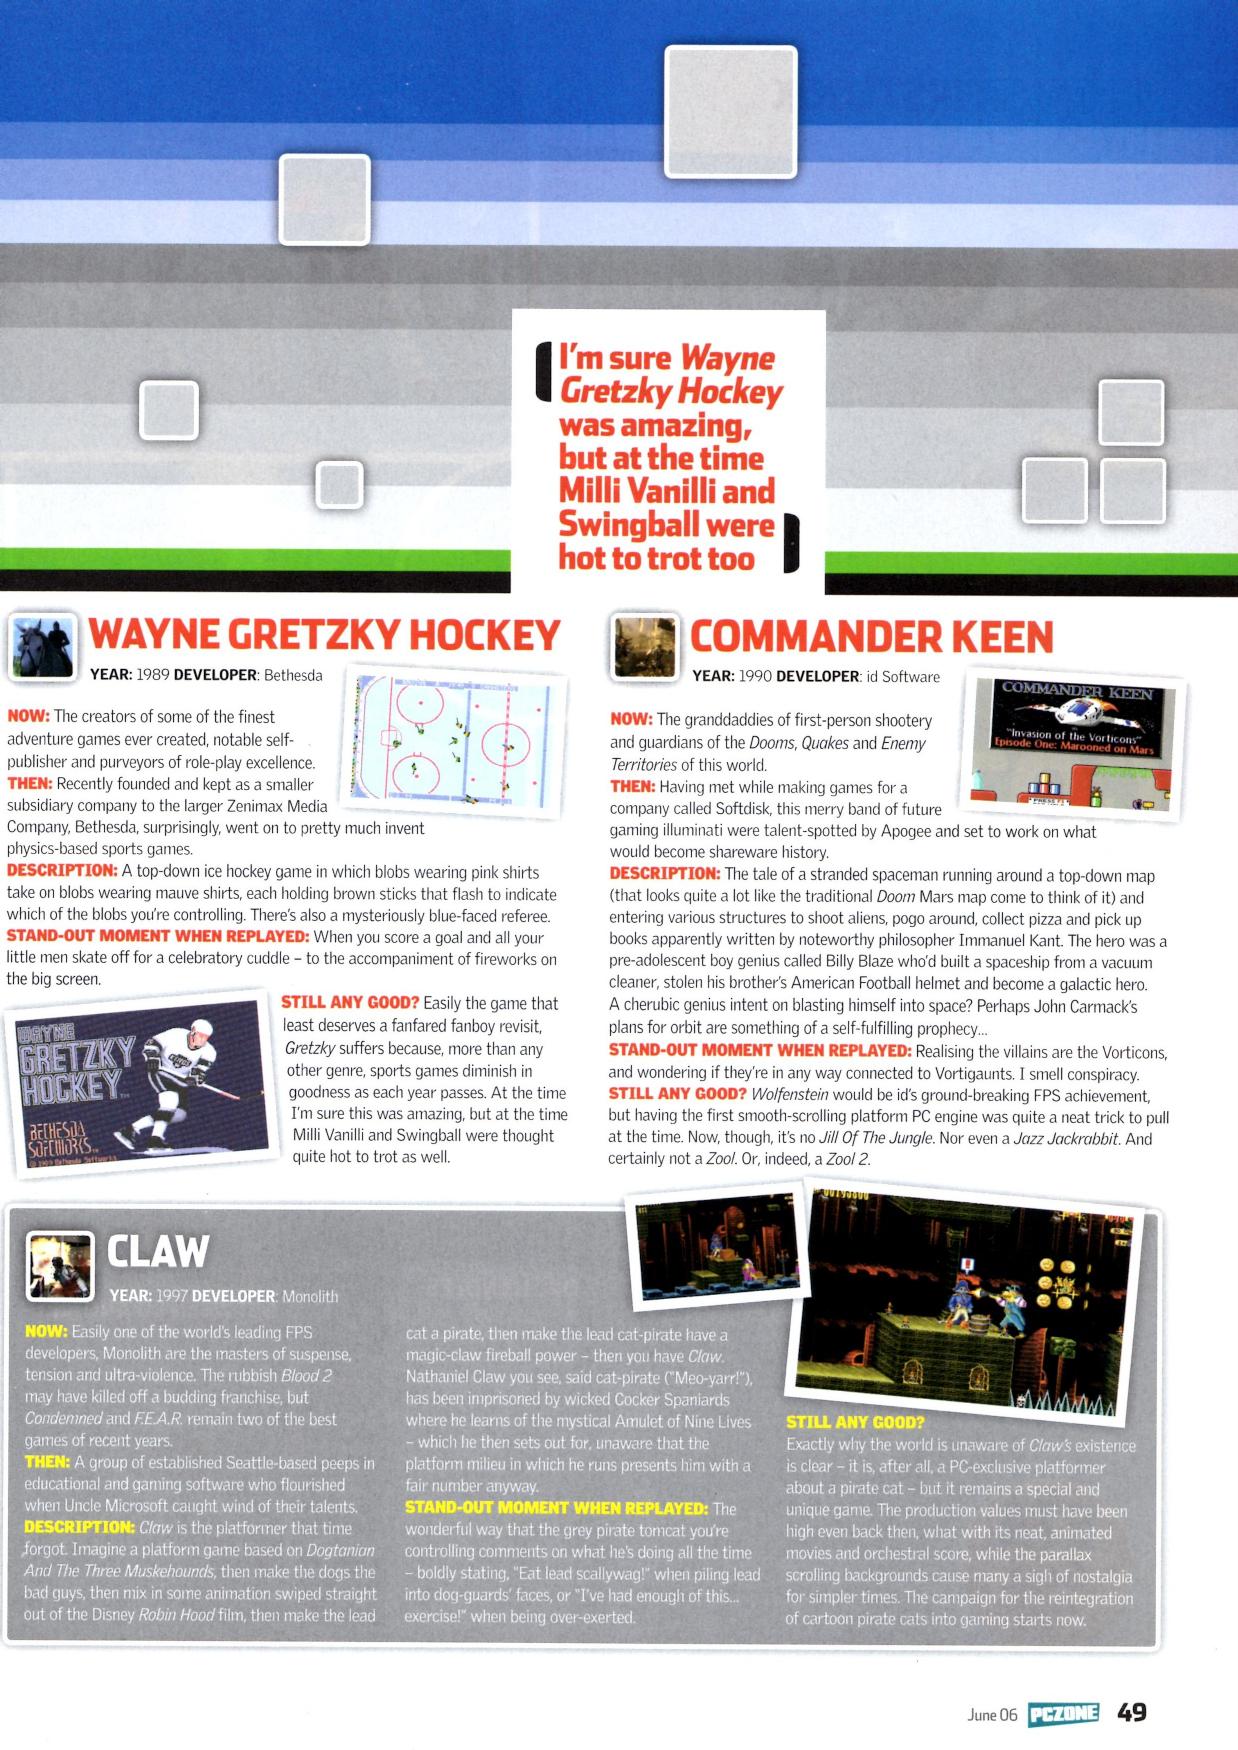 I'm sure Wayne
Gretzky Hockey
was amazing,
but at the time
Milli Vanilli and
Swingball were
hot to trot too
WAYNE GRETZKY HOCKEY
YEAR: 1989 DEVELOPER: Bethesda
NOW: The creators of some of the finest
adventure games ever created, notable self-
publisher and purveyors of role-play excellence.
THEN: Recently founded and kept as a smaller
subsidiary company to the larger Zenimax Media
Company, Bethesda, surprisingly, went on to pretty much invent
physics-based sports games.
DESCRIPTION: A top-down ice hockey game in which blobs wearing pink shirts
take on blobs wearing mauve shirts, each holding brown sticks that flash to indicate
which of the blobs you're controlling. There's also a mysteriously blue-faced referee.
STAND-OUT MOMENT WHEN REPLAYED: When you score a goal and all your
little men skate off for a celebratory cuddle – to the accompaniment of fireworks on
the big screen.
WAYNE
GRETZKY
HOCKEY
BETHESDA
SOFTWORKS
© 1989 Bethesda Softworks
STILL ANY GOOD? Easily the game that
least deserves a fanfared fanboy revisit,
Gretzky suffers because, more than any
other genre, sports games diminish in
goodness as each year passes. At the time
I'm sure this was amazing, but at the time
Milli Vanilli and Swingball were thought
quite hot to trot as well.
COMMANDER KEEN
YEAR: 1990 DEVELOPER: id Software
COMMANDER KEEN
"Invasion of the Vorticons"
Episode One: Marooned on Mars
NOW: The granddaddies of first-person shootery
and guardians of the Dooms, Quakes and Enemy
Territories of this world.
THEN: Having met while making games for a
company called Softdisk, this merry band of future
gaming illuminati were talent-spotted by Apogee and set to work on what
would become shareware history.
DESCRIPTION: The tale of a stranded spaceman running around a top-down map
(that looks quite a lot like the traditional Doom Mars map come to think of it) and
entering various structures to shoot aliens, pogo around, collect pizza and pick up
books apparently written by noteworthy philosopher Immanuel Kant. The hero was a
pre-adolescent boy genius called Billy Blaze who'd built a spaceship from a vacuum
cleaner, stolen his brother's American Football helmet and become a galactic hero.
A cherubic genius intent on blasting himself into space? Perhaps John Carmack's
plans for orbit are something of a self-fulfilling prophecy...
STAND-OUT MOMENT WHEN REPLAYED: Realising the villains are the Vorticons,
and wondering if they're in any way connected to Vortigaunts. I smell conspiracy.
STILL ANY GOOD? Wolfenstein would be id's ground-breaking FPS achievement,
but having the first smooth-scrolling platform PC engine was quite a neat trick to pull
at the time. Now, though, it's no Jill Of The Jungle. Nor even a Jazz Jackrabbit. And
certainly not a Zool. Or, indeed, a Zool 2.
CLAW
YEAR: 1997 DEVELOPER: Monolith
NOW: Easily one of the world's leading FPS
developers, Monolith are the masters of suspense,
tension and ultra-violence. The rubbish Blood 2
may have killed off a budding franchise, but
Condemned and F.E.A.R. remain two of the best
games of recent years.
THEN: A group of established Seattle-based peeps in
educational and gaming software who flourished
when Uncle Microsoft caught wind of their talents.
DESCRIPTION: Claw is the platformer that time
forgot. Imagine a platform game based on Dogtanian
And The Three Muskehounds, then make the dogs the
bad guys, then mix in some animation swiped straight
out of the Disney Robin Hood film, then make the lead
cat a pirate, then make the lead cat-pirate have a
magic-claw fireball power – then you have Claw.
Nathaniel Claw you see, said cat-pirate ("Meo-yarr!"),
has been imprisoned by wicked Cocker Spaniards
where he learns of the mystical Amulet of Nine Lives
– which he then sets out for, unaware that the
platform milieu in which he runs presents him with a
fair number anyway.
STAND-OUT MOMENT WHEN REPLAYED: The
wonderful way that the grey pirate tomcat you're
controlling comments on what he's doing all the time
– boldly stating, "Eat lead scallywag!" when piling lead
into dog-guards' faces, or "I've had enough of this...
exercise!" when being over-exerted.
STILL ANY GOOD?
Exactly why the world is unaware of Claw's existence
is clear – it is, after all, a PC-exclusive platformer
about a pirate cat – but it remains a special and
unique game. The production values must have been
high even back then, what with its neat, animated
movies and orchestral score, while the parallax
scrolling backgrounds cause many a sigh of nostalgia
for simpler times. The campaign for the reintegration
of cartoon pirate cats into gaming starts now.
June 06 PCZONE 49